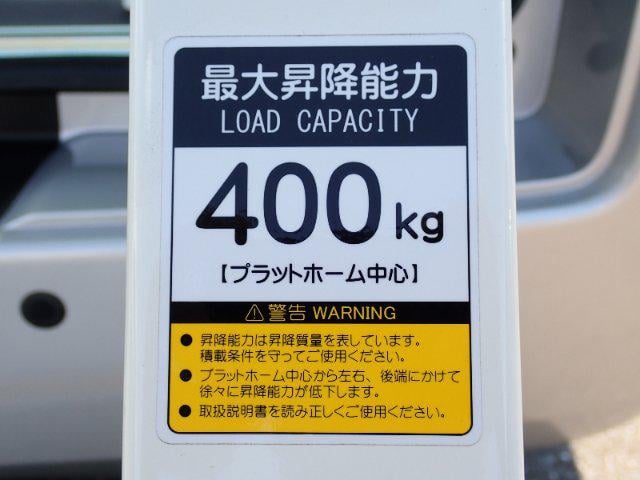 最大昇降能力
LOAD CAPACITY
400kg
【プラットホーム中心】
⚠警告 WARNING
● 昇降能力は昇降質量を表しています。
積載条件を守ってご使用ください。
● プラットホーム中心から左右、後端にかけて
徐々に昇降能力が低下します。
● 取扱説明書を読み正しくご使用ください。